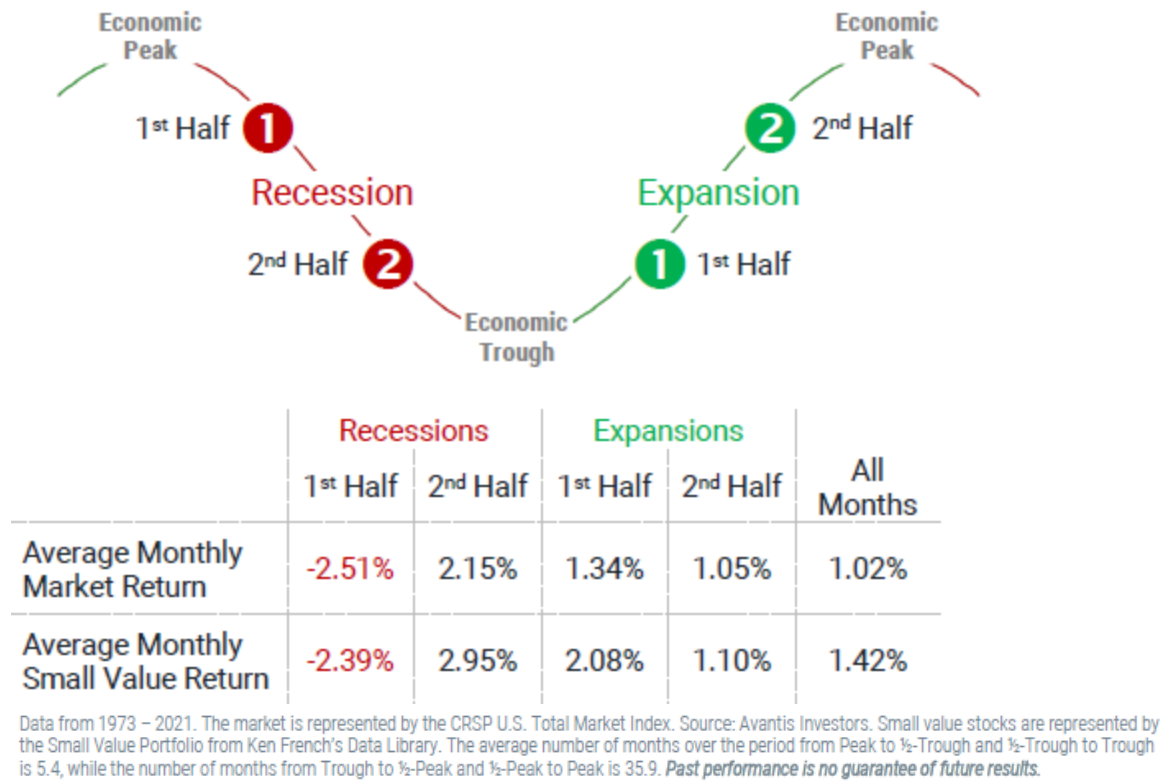 Economic
Peak
Economic
Peak
1st Half 1
2 2nd Half
Recession
Expansion
2nd Half 2
1 1st Half
Economic
Trough
Recessions Expansions
1st Half 2nd Half 1st Half 2nd Half All
Months
Average Monthly
Market Return -2.51% 2.15% 1.34% 1.05% 1.02%
Average Monthly
Small Value Return -2.39% 2.95% 2.08% 1.10% 1.42%
Data from 1973 – 2021. The market is represented by the CRSP U.S. Total Market Index. Source: Avantis Investors. Small value stocks are represented by
the Small Value Portfolio from Ken French's Data Library. The average number of months over the period from Peak to ½-Trough and ½-Trough to Trough
is 5.4, while the number of months from Trough to ½-Peak and ½-Peak to Peak is 35.9. Past performance is no guarantee of future results.